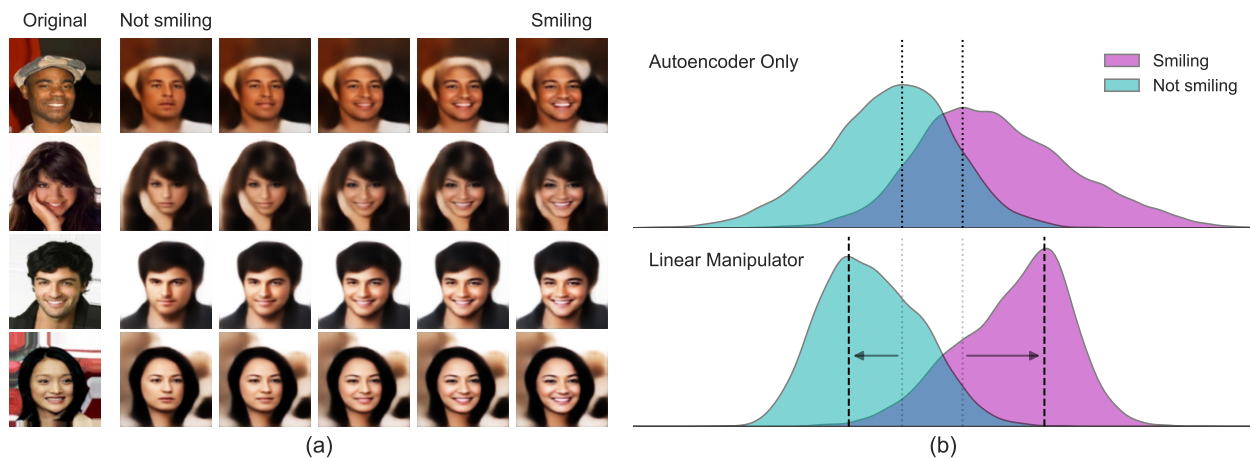 Original
Not smiling
Smiling
(a)
Autoencoder Only
Smiling
Not smiling
Linear Manipulator
(b)